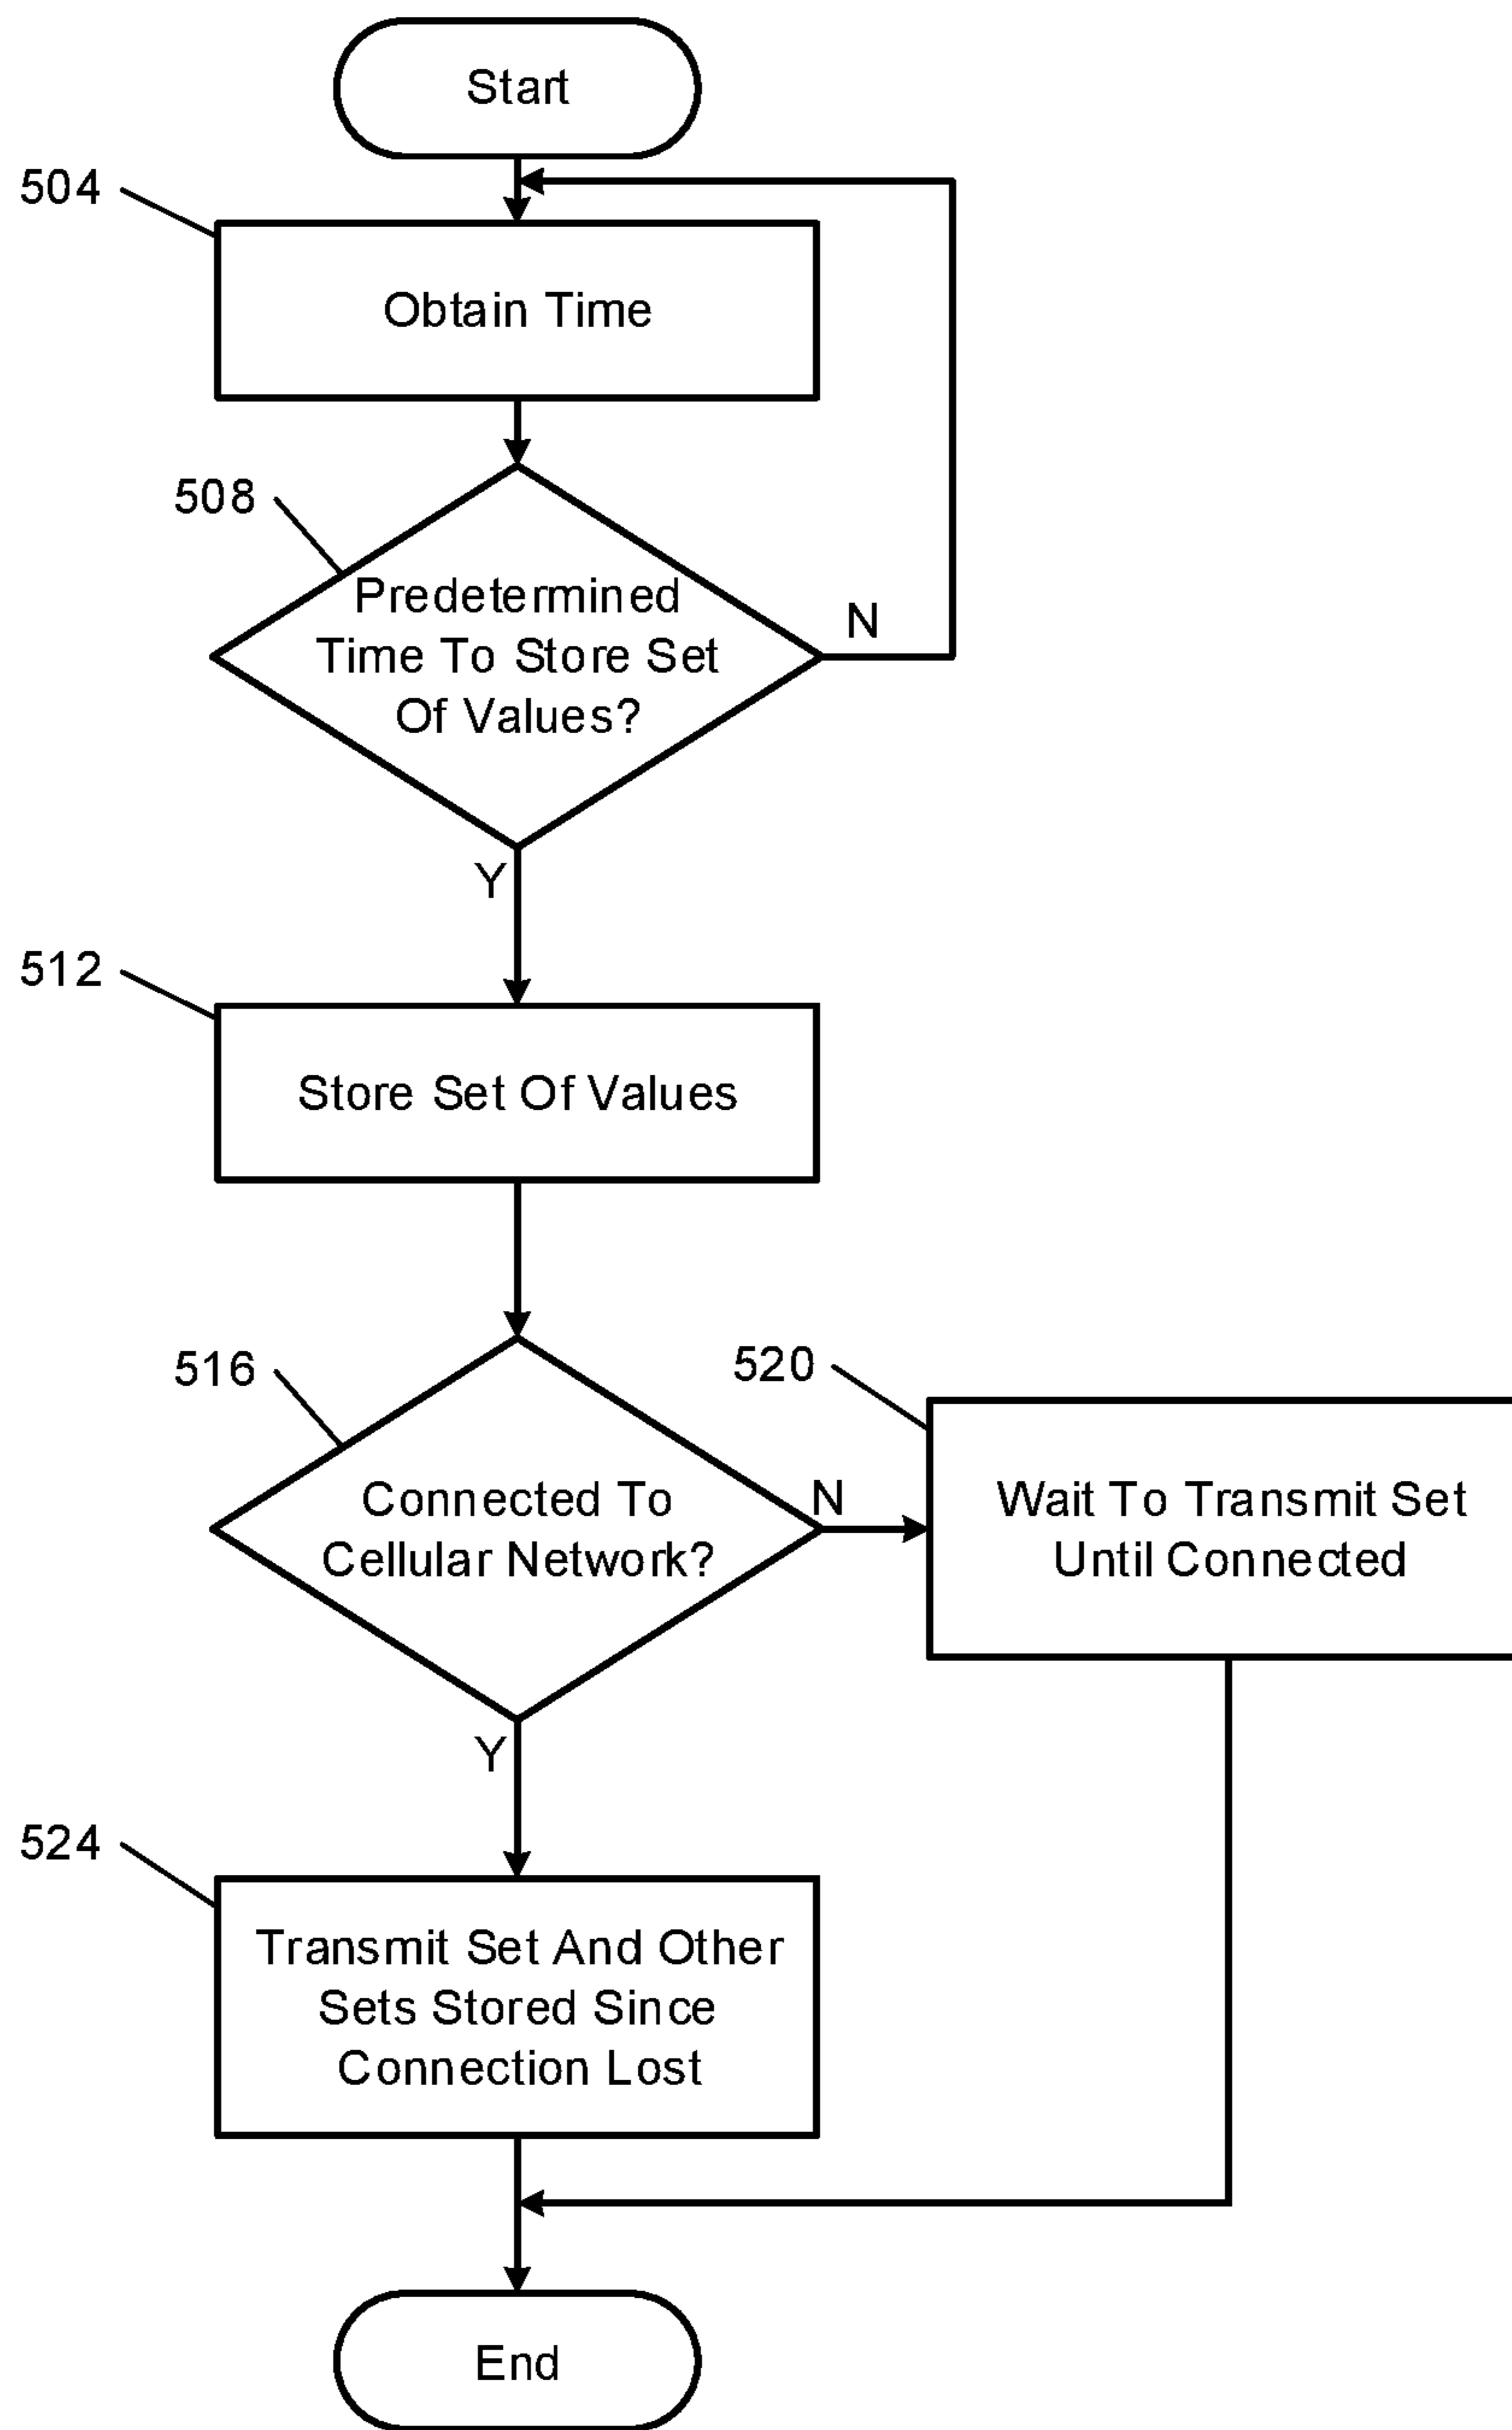 Start
504
Obtain Time
508
Predetermined
Time To Store Set
Of Values?
N
Y
512
Store Set Of Values
516
Connected To
Cellular Network?
N
520
Wait To Transmit Set
Until Connected
Y
524
Transmit Set And Other
Sets Stored Since
Connection Lost
End